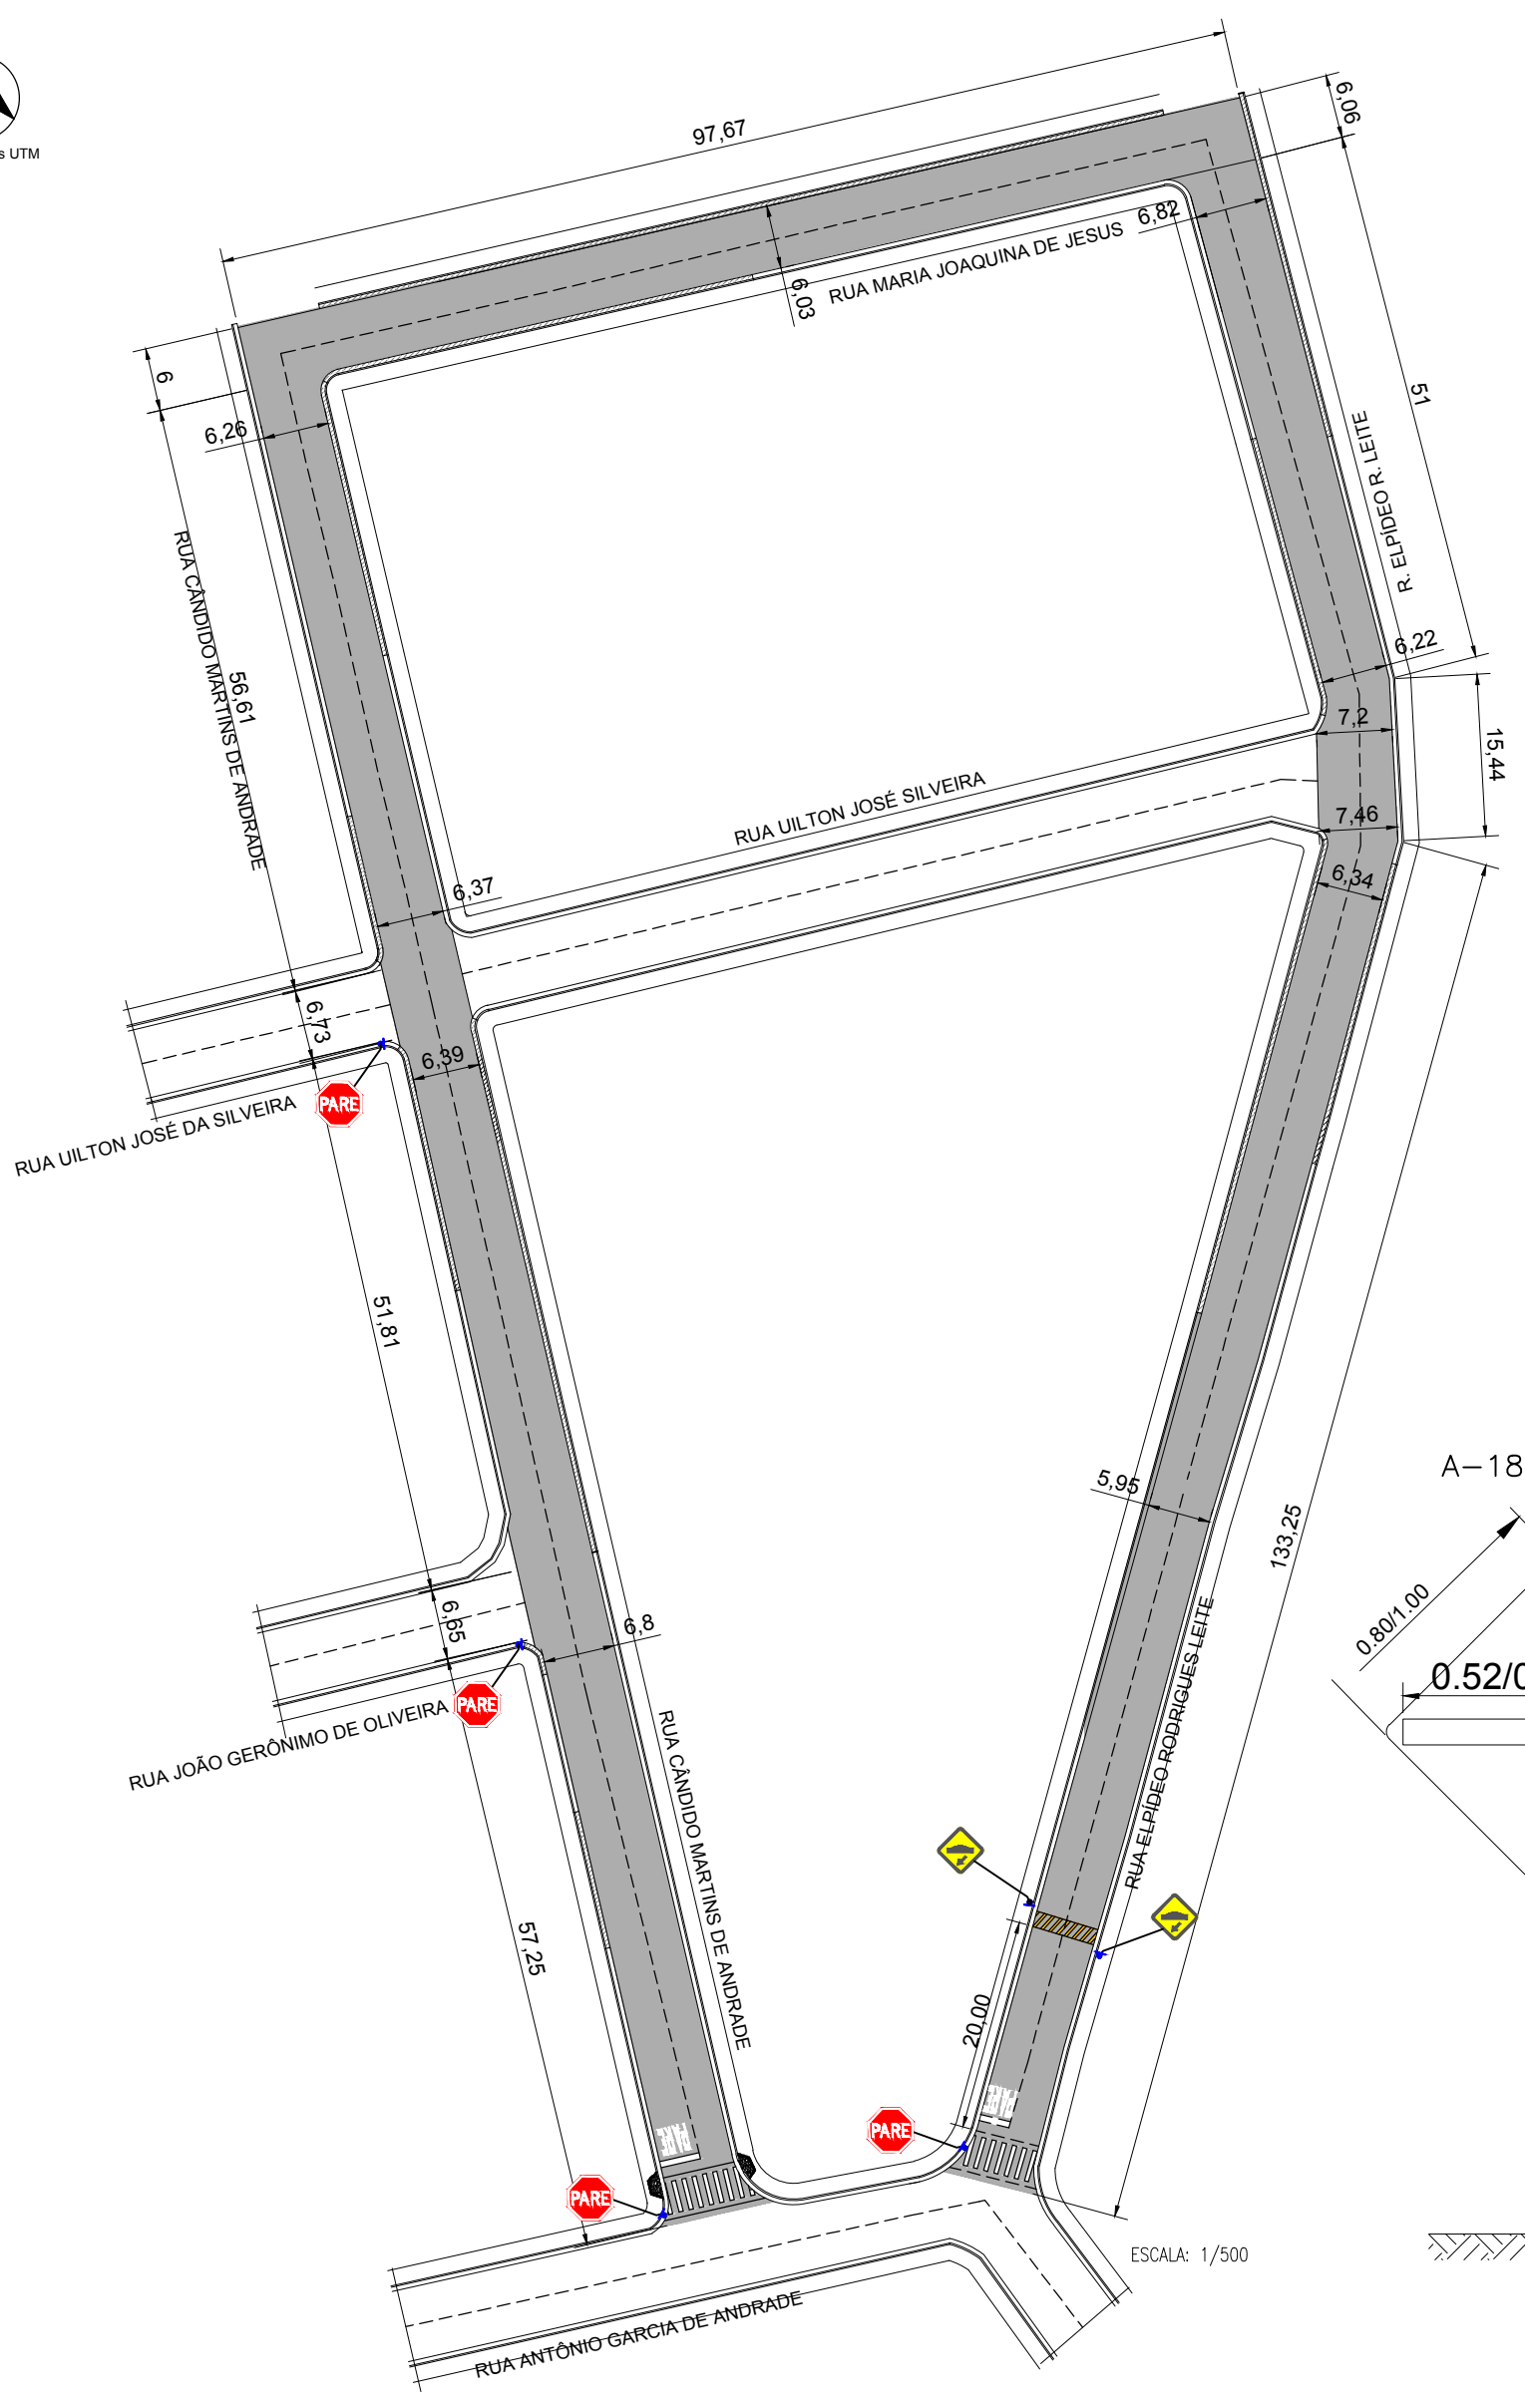 s UTM
97,67
6,06
6,82
RUA MARIA JOAQUINA DE JESUS
6,03
6
6,26
51
R. ELPÍDEO R. LEITE
RUA CÂNDIDO MARTINS DE ANDRADE
56,61
6,22
7,2
15,44
RUA UILTON JOSÉ SILVEIRA
7,46
6,34
6,37
6,73
6,39
PARE
RUA UILTON JOSÉ DA SILVEIRA
51,81
A-18
5,95
133,25
0.80/1.00
6,65
6,8
0.52/0
PARE
RUA JOÃO GERÔNIMO DE OLIVEIRA
RUA ELPÍDEO RODRIGUES LEITE
RUA CÂNDIDO MARTINS DE ANDRADE
57,25
20,00
PARE
PARE
PARE
PARE
ESCALA: 1/500
RUA ANTÔNIO GARCIA DE ANDRADE